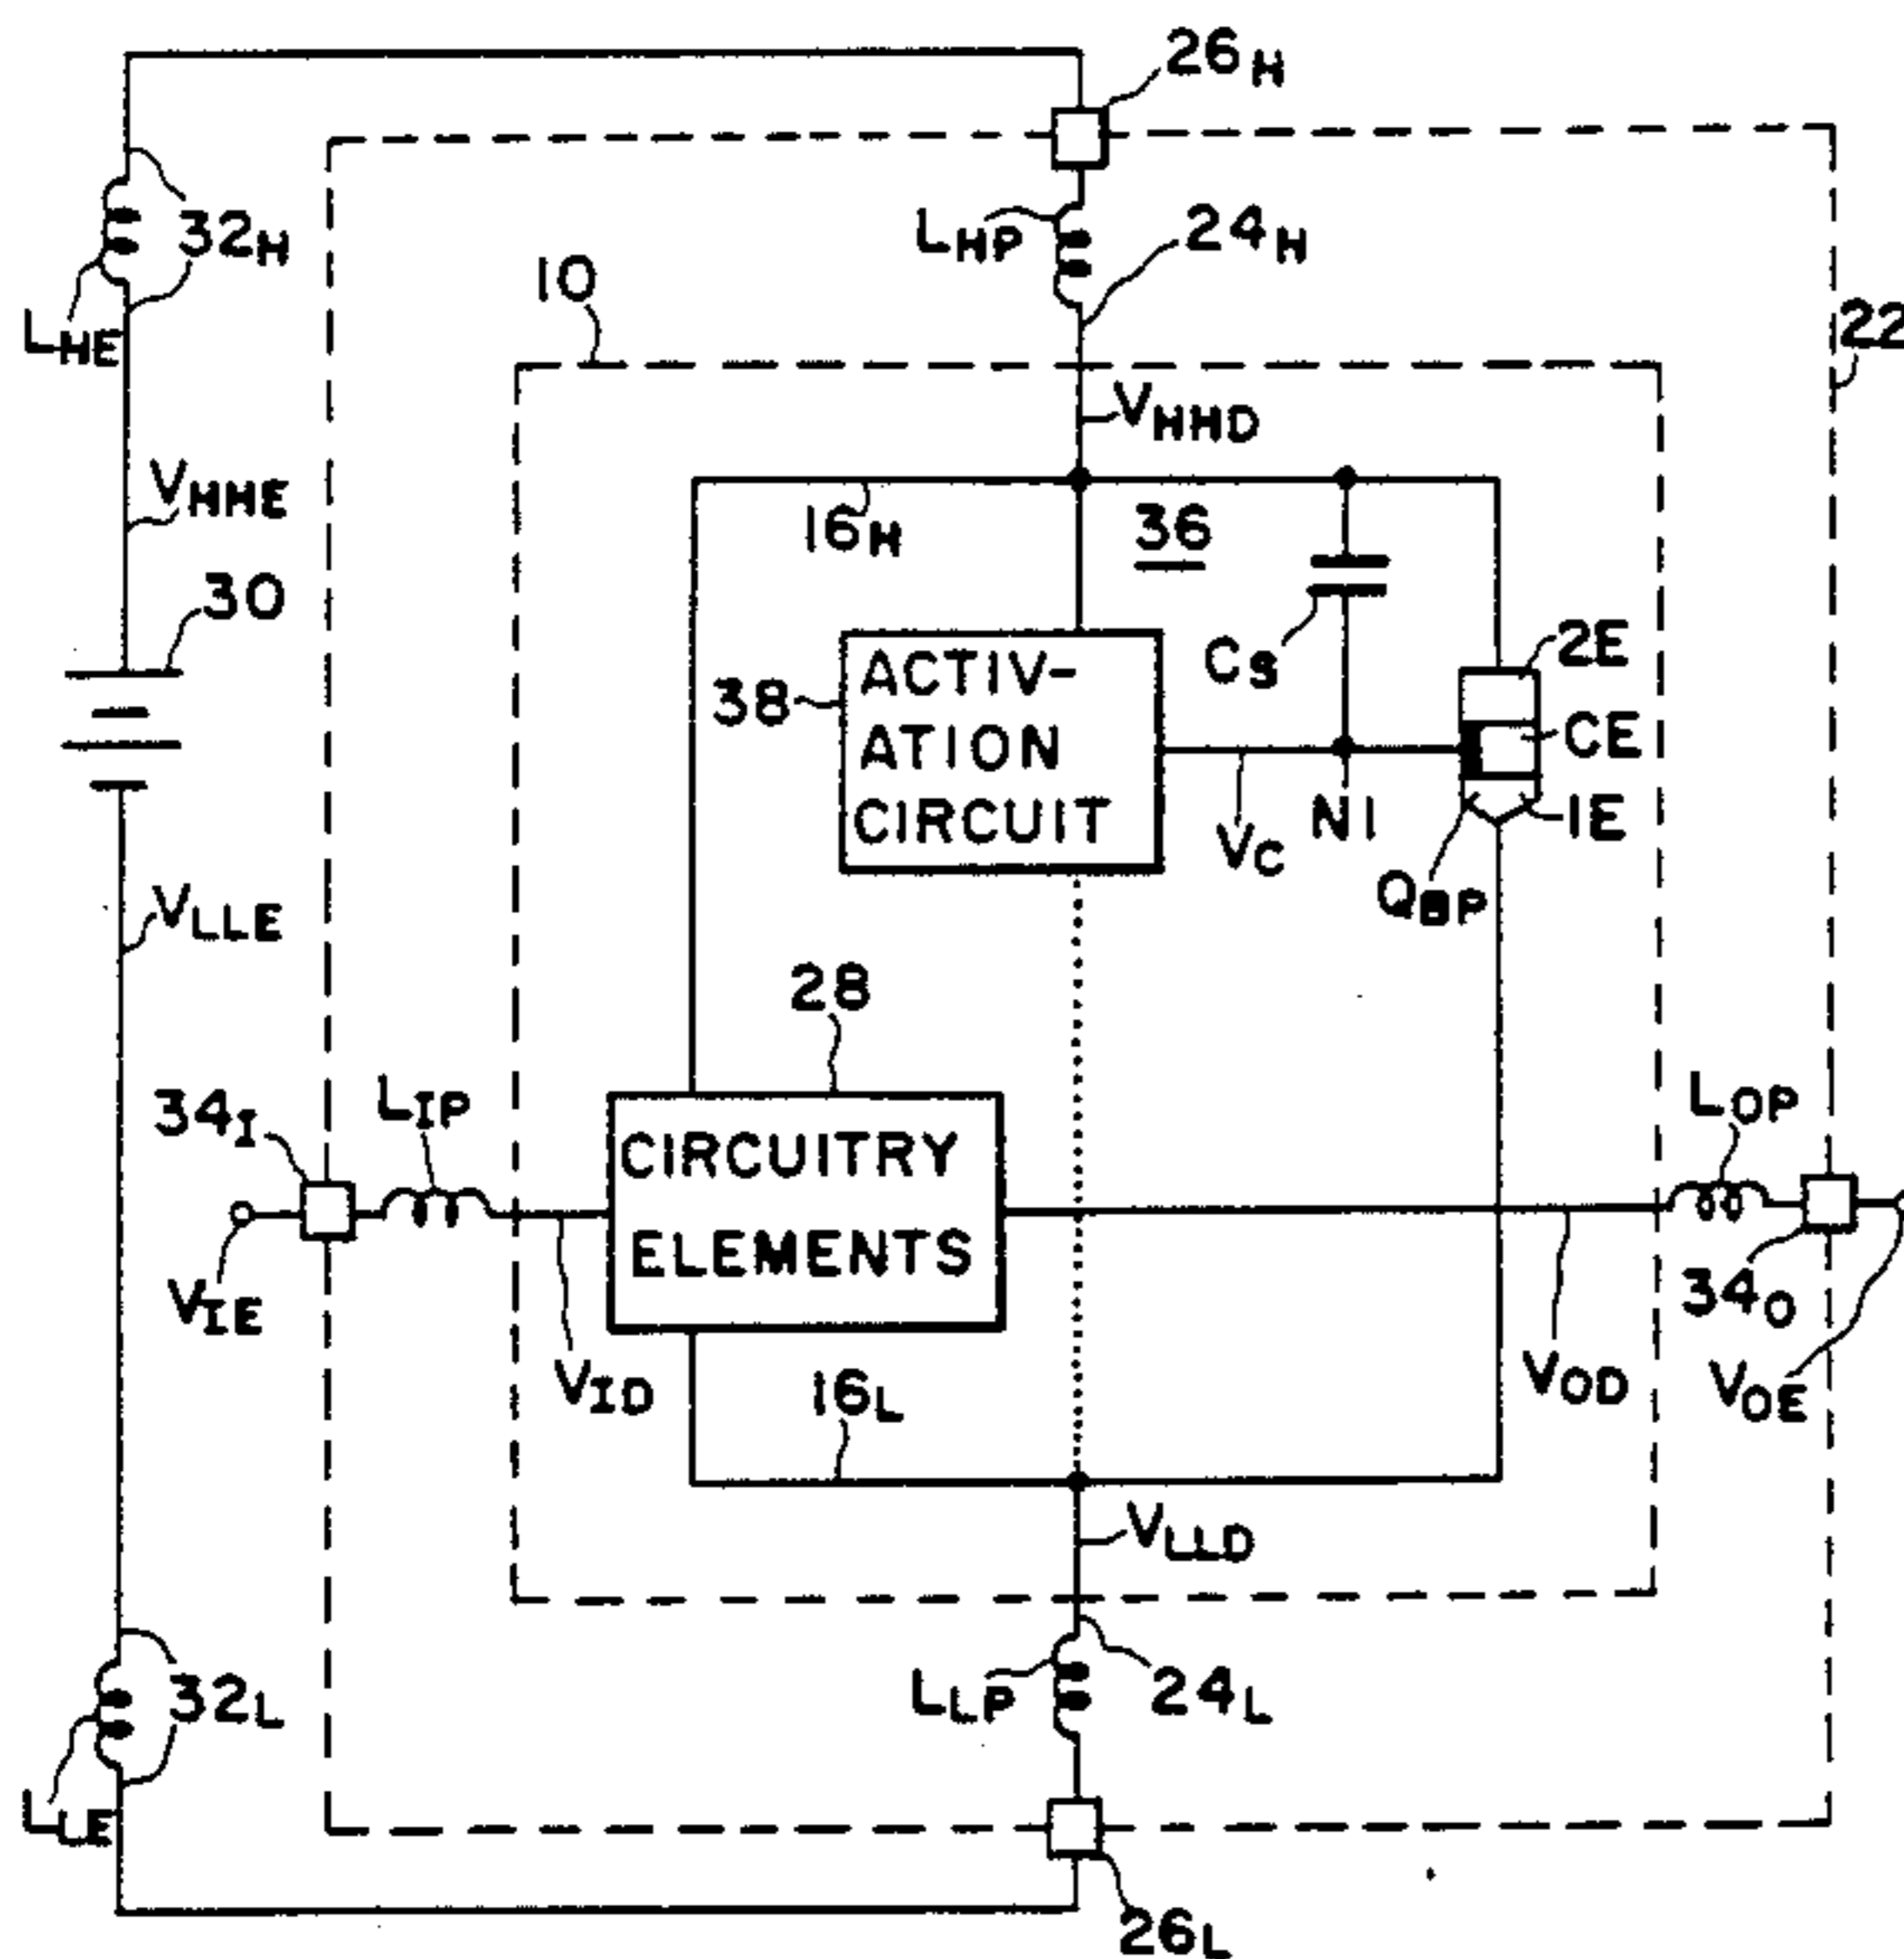 26H
LHP
24H
32H
10
LHE
22
VHHD
VHHE
16H
36
30
CS
2E
ACTIV-
ATION
CIRCUIT
38
CE
1E
VC
N1
QBP
VLLE
28
34I
LIP
LOP
CIRCUITRY
ELEMENTS
VIE
34O
VID
16L
VOD
VOE
VLLD
LLP
24L
32L
LLE
26L